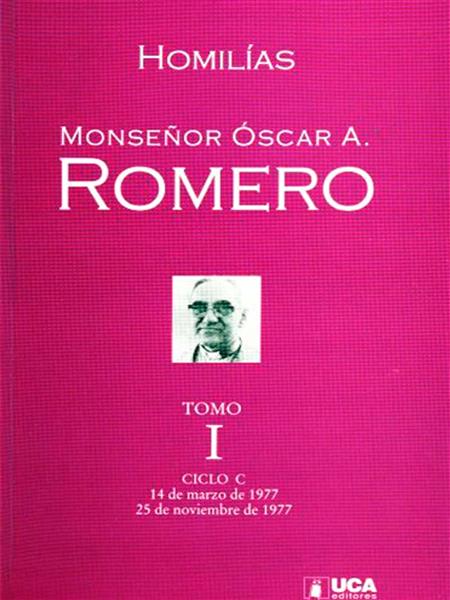 HOMILÍAS
MONSEÑOR ÓSCAR A.
ROMERO
TOMO
I
CICLO C
14 de marzo de 1977
25 de noviembre de 1977
UCA
editores